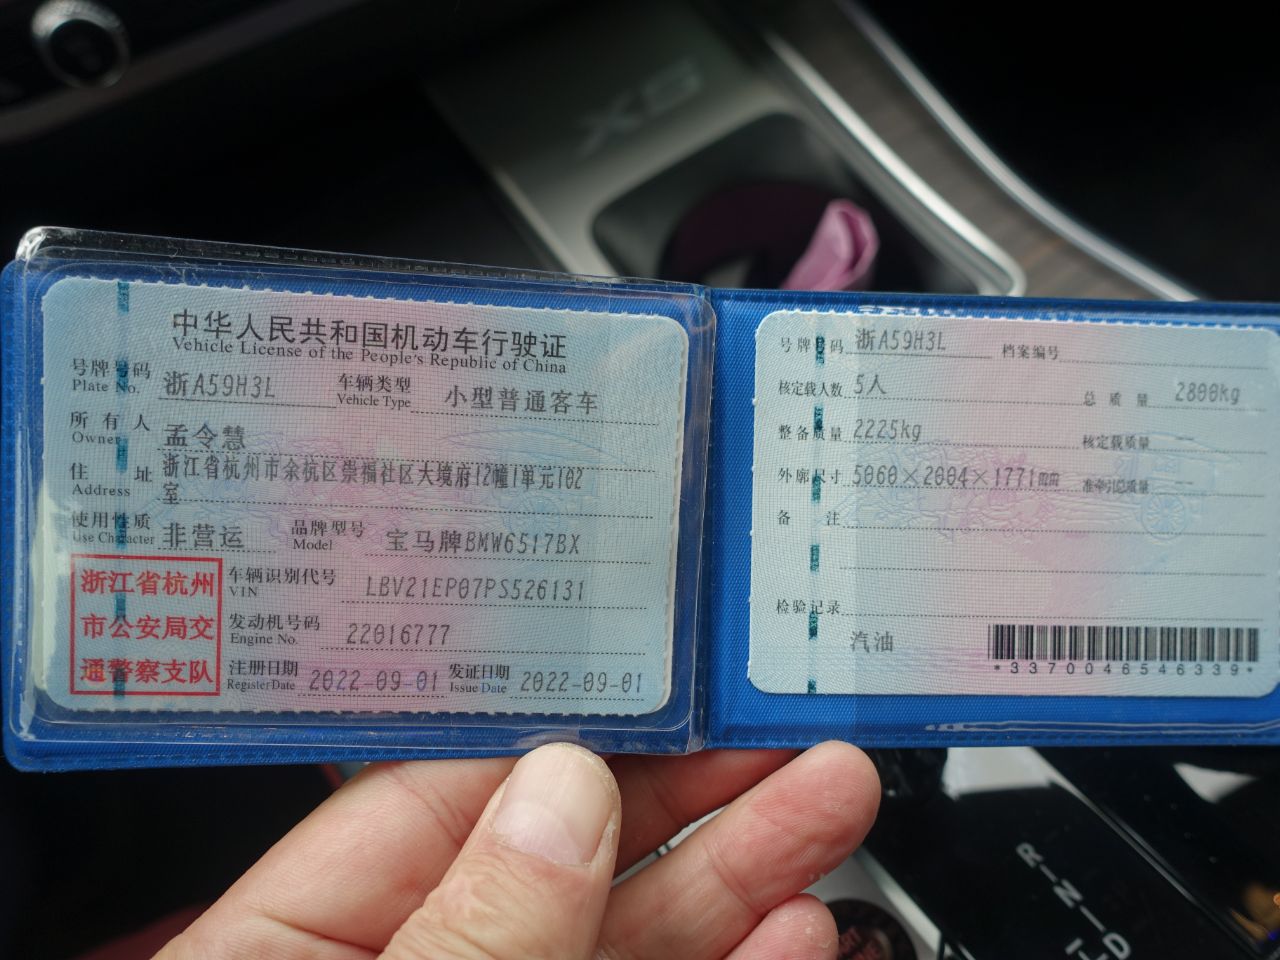 X5
中华人民共和国机动车行驶证
Vehicle License of the People's Republic of China
号牌号码 浙A59H3L 车辆类型 小型普通客车
Plate No. Vehicle Type
所有人 孟令慧
Owner
住址 浙江省杭州市余杭区崇福社区大境府12幢1单元102
Address 室
使用性质 非营运 品牌型号 宝马牌BMW6517BX
Use Character Model
浙江省杭州
市公安局交
通警察支队
车辆识别代号 LBV21EP07PS526131
VIN
发动机号码 22016777
Engine No.
注册日期 2022-09-01 发证日期 2022-09-01
Register Date Issue Date
号牌号码 浙A59H3L 档案编号
核定载人数 5人 总质量 2800kg
整备质量 2225kg 核定载质量 --
外廓尺寸 5060×2004×1771mm 准牵引总质量 --
备注
检验记录
汽油
*3370046546339*